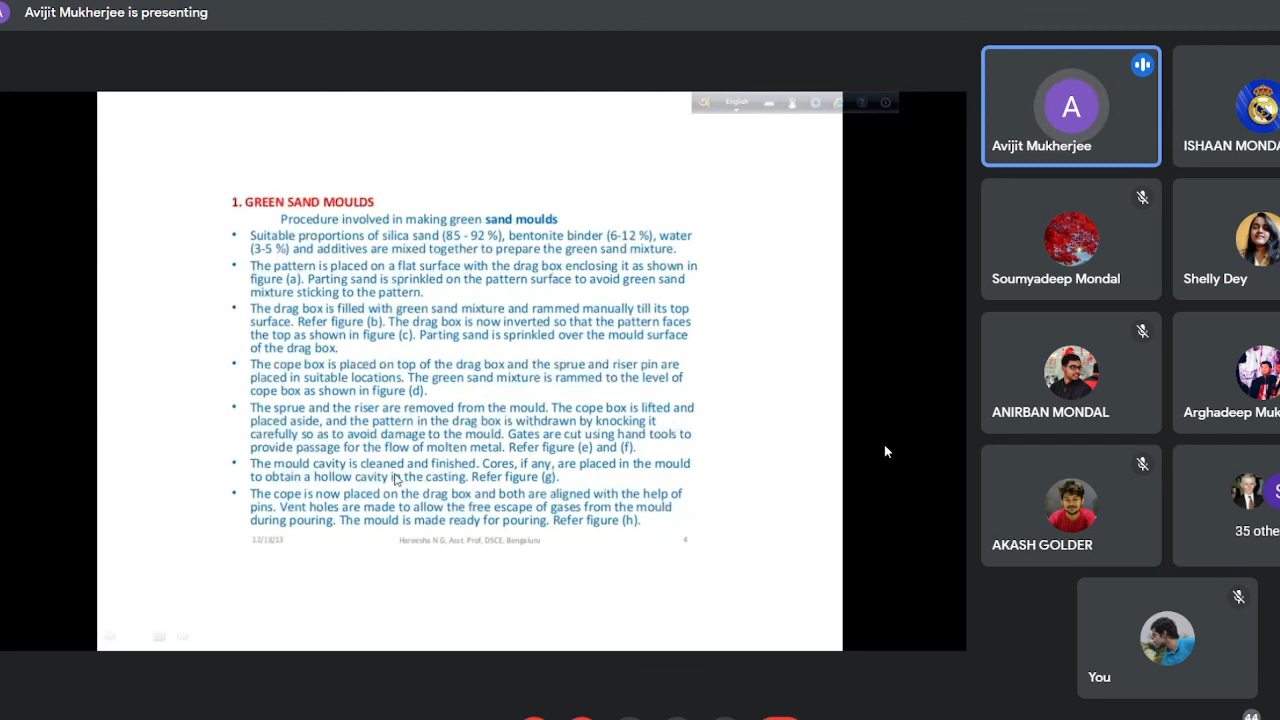 Avijit Mukherjee is presenting
English
1. GREEN SAND MOULDS
Procedure involved in making green sand moulds
• Suitable proportions of silica sand (85 - 92 %), bentonite binder (6-12 %), water
(3-5 %) and additives are mixed together to prepare the green sand mixture.
• The pattern is placed on a flat surface with the drag box enclosing it as shown in
figure (a). Parting sand is sprinkled on the pattern surface to avoid green sand
mixture sticking to the pattern.
• The drag box is filled with green sand mixture and rammed manually till its top
surface. Refer figure (b). The drag box is now inverted so that the pattern faces
the top as shown in figure (c). Parting sand is sprinkled over the mould surface
of the drag box.
• The cope box is placed on top of the drag box and the sprue and riser pin are
placed in suitable locations. The green sand mixture is rammed to the level of
cope box as shown in figure (d).
• The sprue and the riser are removed from the mould. The cope box is lifted and
placed aside, and the pattern in the drag box is withdrawn by knocking it
carefully so as to avoid damage to the mould. Gates are cut using hand tools to
provide passage for the flow of molten metal. Refer figure (e) and (f).
• The mould cavity is cleaned and finished. Cores, if any, are placed in the mould
to obtain a hollow cavity in the casting. Refer figure (g).
• The cope is now placed on the drag box and both are aligned with the help of
pins. Vent holes are made to allow the free escape of gases from the mould
during pouring. The mould is made ready for pouring. Refer figure (h).
Hareesha N G, Asst. Prof, DSCE, Bengaluru
4
A
Avijit Mukherjee
ISHAAN MONDA
Soumyadeep Mondal
Shelly Dey
ANIRBAN MONDAL
Arghadeep Muk
AKASH GOLDER
35 othe
You
44